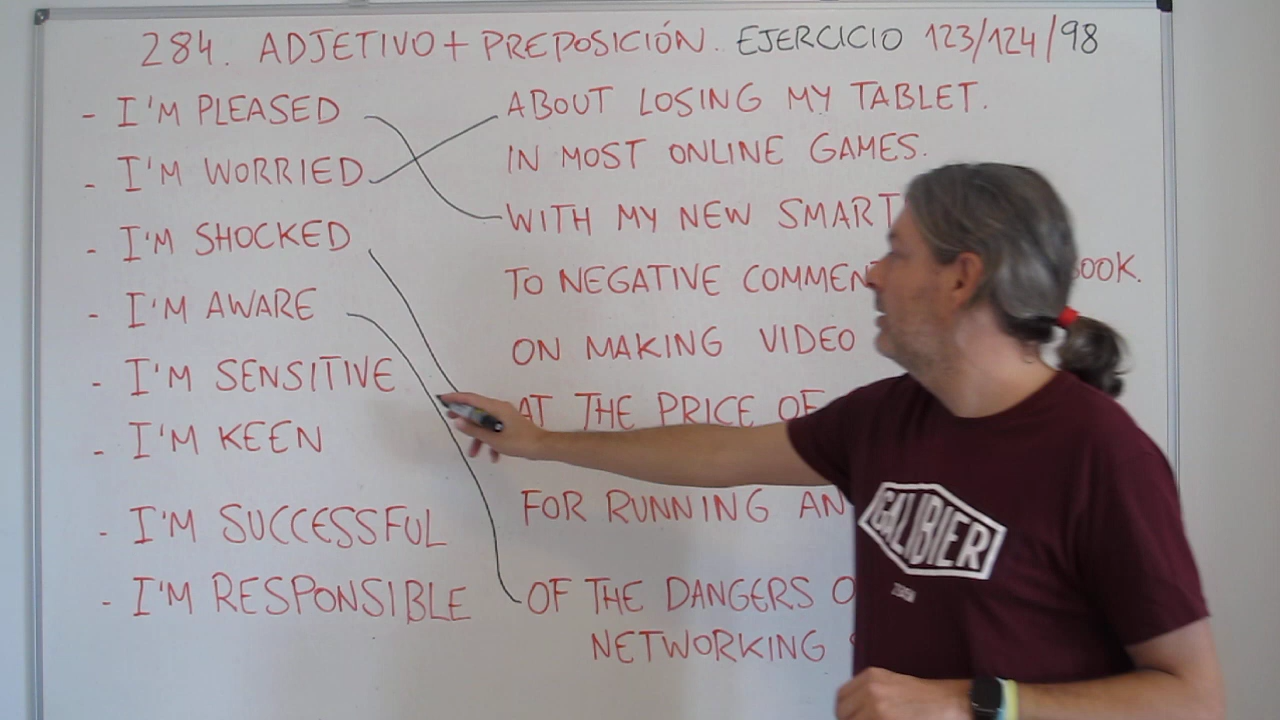 284. ADJETIVO + PREPOSICIÓN. EJERCICIO 123/124/98
- I'M PLEASED
- I'M WORRIED
- I'M SHOCKED
- I'M AWARE
- I'M SENSITIVE
- I'M KEEN
- I'M SUCCESSFUL
- I'M RESPONSIBLE
ABOUT LOSING MY TABLET.
IN MOST ONLINE GAMES.
WITH MY NEW SMART
TO NEGATIVE COMMEN OOK.
ON MAKING VIDEO
AT THE PRICE OF
FOR RUNNING AN
OF THE DANGERS O
NETWORKING
GALIBIER